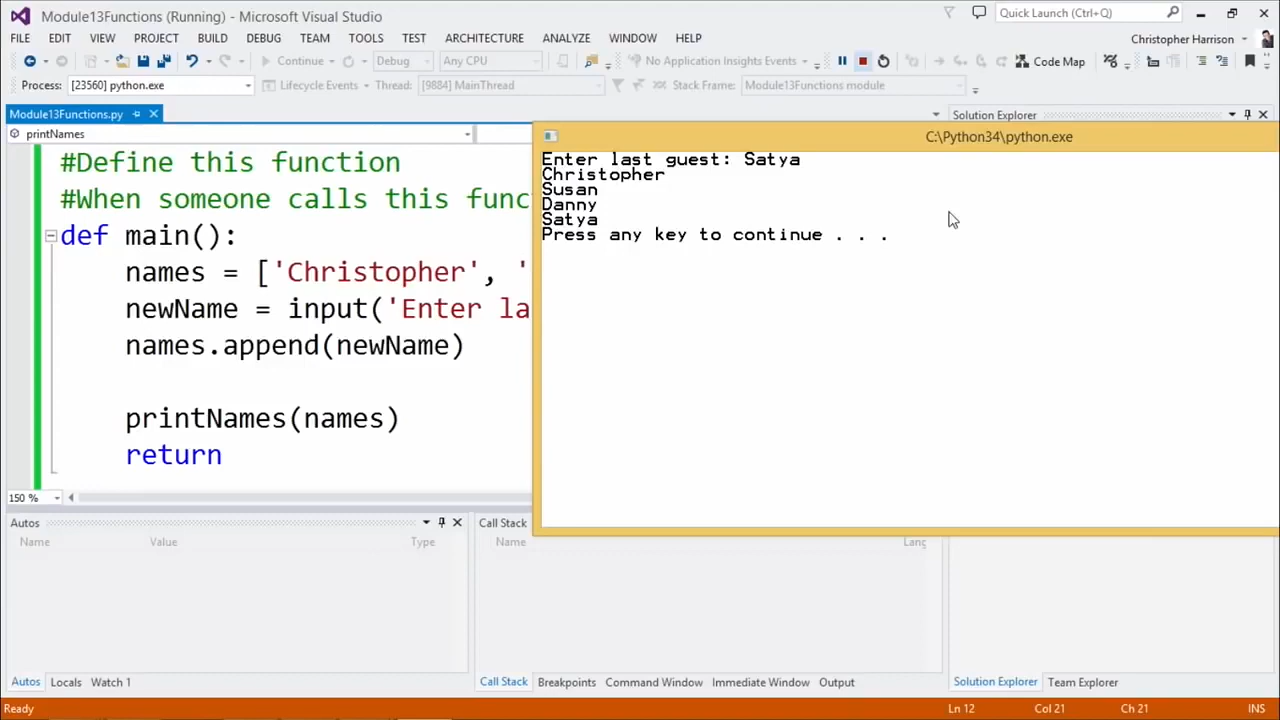 Module13Functions (Running) - Microsoft Visual Studio
Quick Launch (Ctrl+Q)
FILE EDIT VIEW PROJECT BUILD DEBUG TEAM TOOLS TEST ARCHITECTURE ANALYZE WINDOW HELP
Christopher Harrison
Continue Debug Any CPU No Application Insights Events Code Map
Process: [23560] python.exe Lifecycle Events Thread: [9884] MainThread Stack Frame: Module13Functions module
Module13Functions.py
Solution Explorer
printNames
C:\Python34\python.exe
#Define this function
#When someone calls this func
def main():
names = ['Christopher', '
newName = input('Enter la
names.append(newName)
printNames(names)
return
Enter last guest: Satya
Christopher
Susan
Danny
Satya
Press any key to continue . . .
150 %
Autos
Name Value Type
Call Stack
Name Lang
Autos Locals Watch 1
Call Stack Breakpoints Command Window Immediate Window Output
Solution Explorer Team Explorer
Ready Ln 12 Col 21 Ch 21 INS